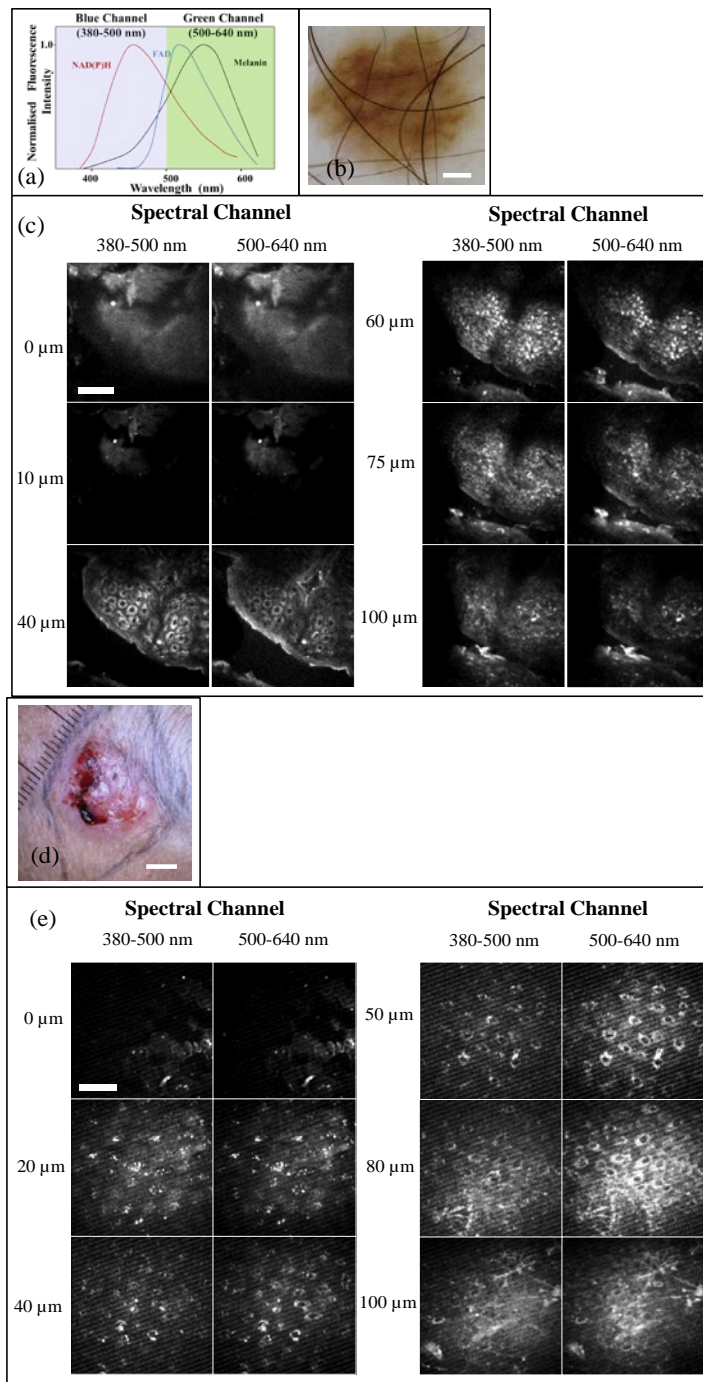 Blue Channel Green Channel
(380-500 nm) (500-640 nm)
Normalised Fluorescence
Intensity
1.0
NAD(P)H
FAD
Melanin
400 500 600
Wavelength (nm)
(a)
(b)
(c)
Spectral Channel
380-500 nm 500-640 nm
0 µm
10 µm
40 µm
Spectral Channel
380-500 nm 500-640 nm
60 µm
75 µm
100 µm
(d)
(e)
Spectral Channel
380-500 nm 500-640 nm
0 µm
20 µm
40 µm
Spectral Channel
380-500 nm 500-640 nm
50 µm
80 µm
100 µm